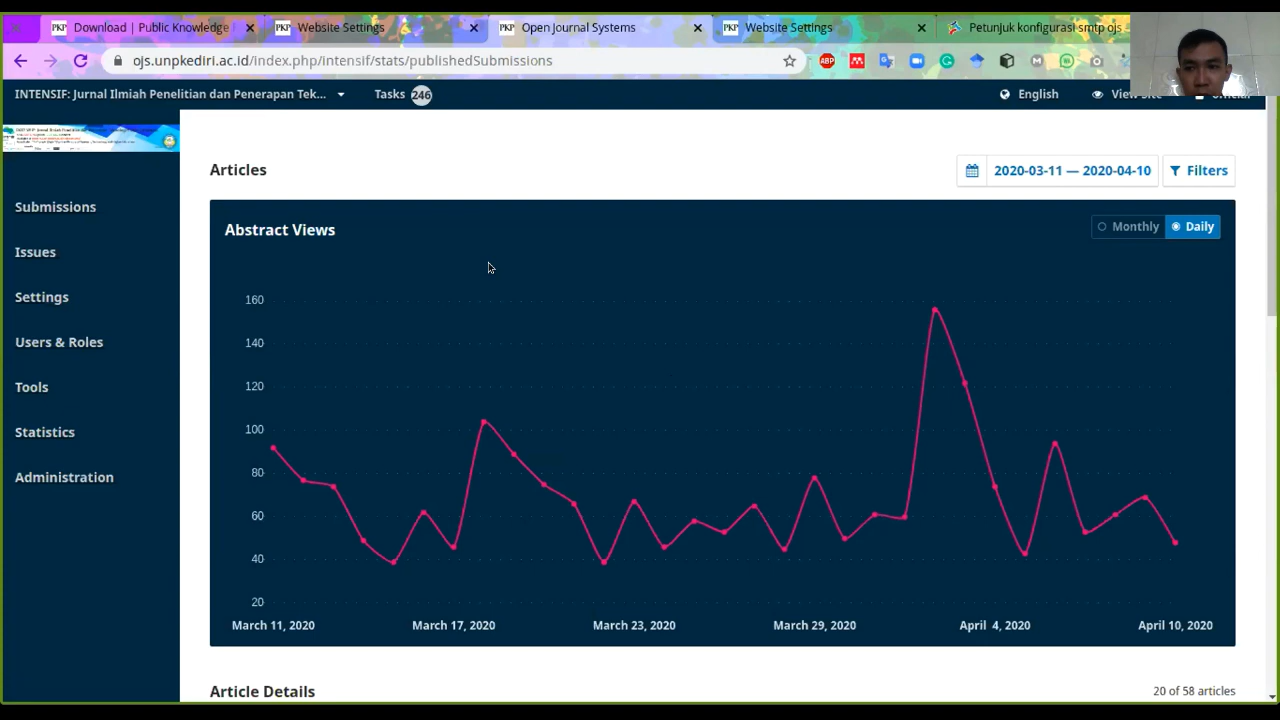 Download | Public Knowledge
Website Settings
Open Journal Systems
Website Settings
Petunjuk konfigurasi smtp ojs
ojs.unpkediri.ac.id/index.php/intensif/stats/publishedSubmissions
INTENSIF: Jurnal Ilmiah Penelitian dan Penerapan Tek...
Tasks 246
English
View Site
Submissions
Issues
Settings
Users & Roles
Tools
Statistics
Administration
Articles
2020-03-11 — 2020-04-10
Filters
Abstract Views
Monthly
Daily
160
140
120
100
80
60
40
20
March 11, 2020
March 17, 2020
March 23, 2020
March 29, 2020
April 4, 2020
April 10, 2020
Article Details
20 of 58 articles